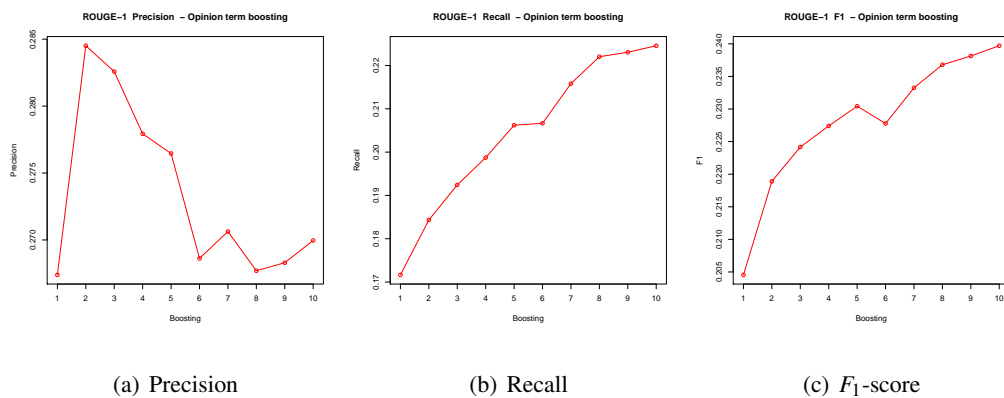 ROUGE−1 Precision − Opinion term boosting
Precision
0.285
0.280
0.275
0.270
1 2 3 4 5 6 7 8 9 10
Boosting
(a) Precision
ROUGE−1 Recall − Opinion term boosting
Recall
0.22
0.21
0.20
0.19
0.18
0.17
1 2 3 4 5 6 7 8 9 10
Boosting
(b) Recall
ROUGE−1 F1 − Opinion term boosting
F1
0.240
0.235
0.230
0.225
0.220
0.215
0.210
0.205
1 2 3 4 5 6 7 8 9 10
Boosting
(c) F1-score